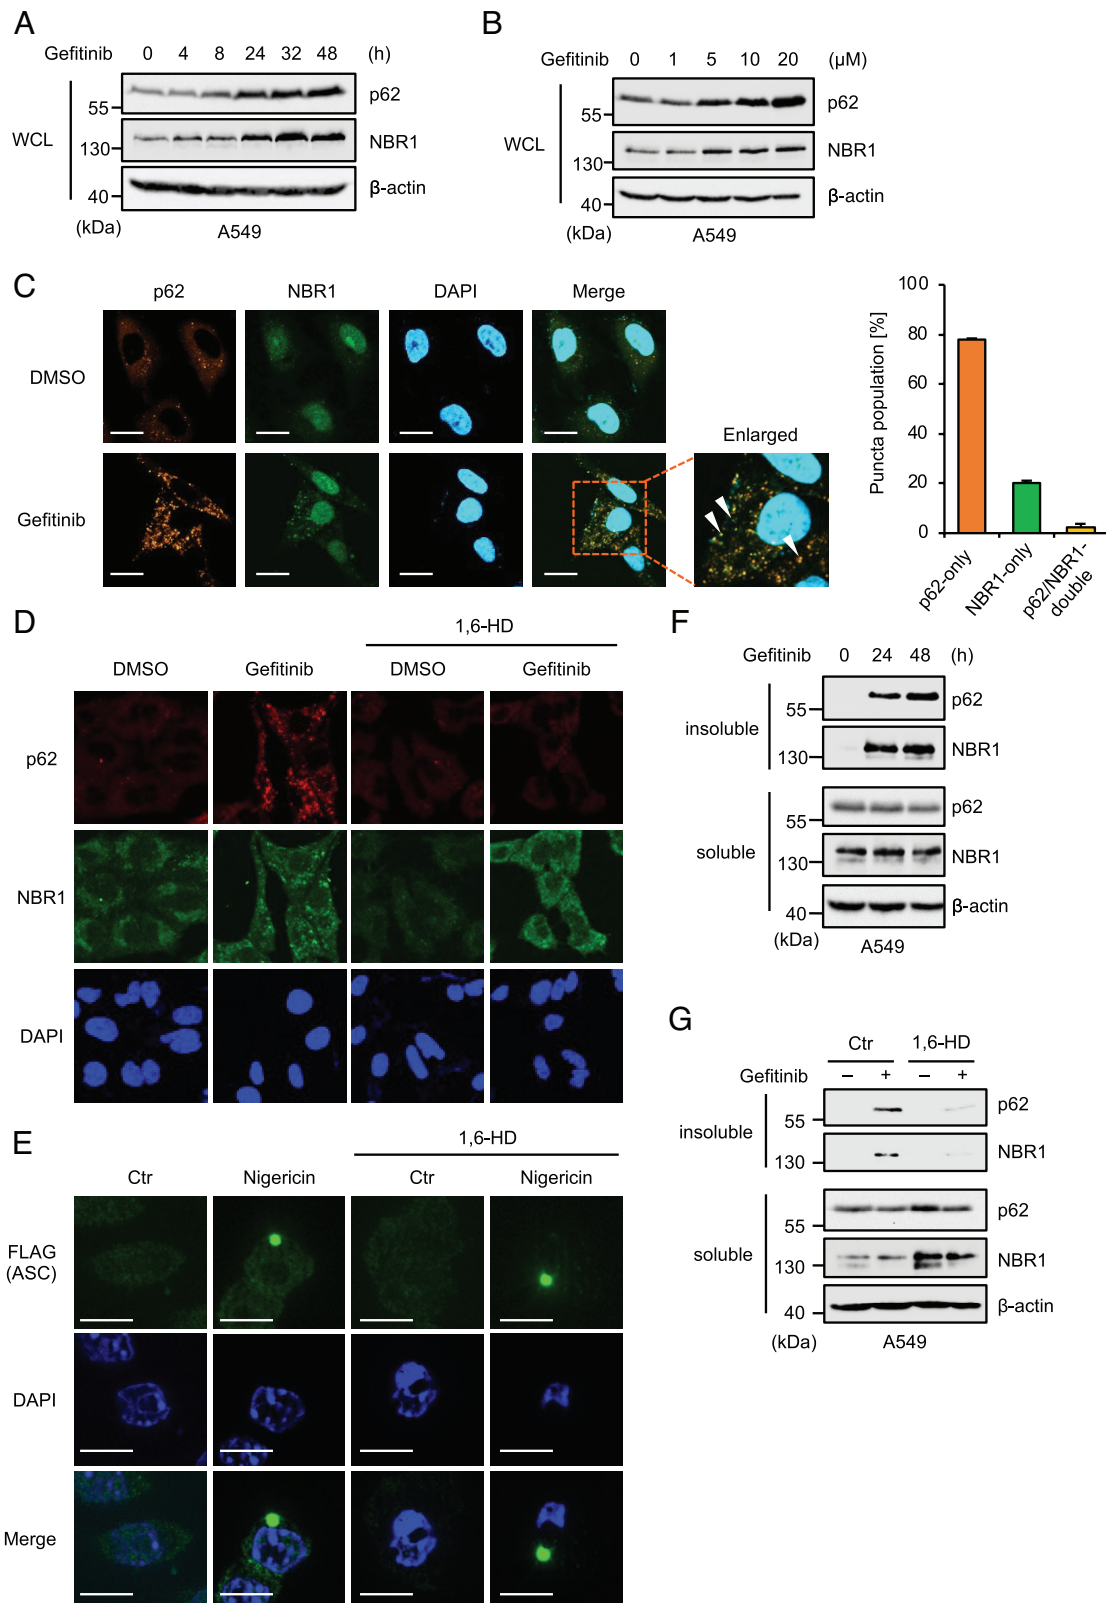 A
Gefitinib 0 4 8 24 32 48 (h)
WCL
55
p62
130
NBR1
40
β-actin
(kDa)
A549
B
Gefitinib 0 1 5 10 20 (μM)
WCL
55
p62
130
NBR1
40
β-actin
(kDa)
A549
C
p62 NBR1 DAPI Merge
DMSO
Gefitinib
Enlarged
Puncta population [%]
100
80
60
40
20
0
p62-only
NBR1-only
p62/NBR1-
double
D
1,6-HD
DMSO Gefitinib DMSO Gefitinib
p62
NBR1
DAPI
E
1,6-HD
Ctr Nigericin Ctr Nigericin
FLAG
(ASC)
DAPI
Merge
F
Gefitinib 0 24 48 (h)
insoluble
55
p62
130
NBR1
soluble
55
p62
130
NBR1
40
β-actin
(kDa)
A549
G
Ctr 1,6-HD
Gefitinib – + – +
insoluble
55
p62
130
NBR1
soluble
55
p62
130
NBR1
40
β-actin
(kDa)
A549